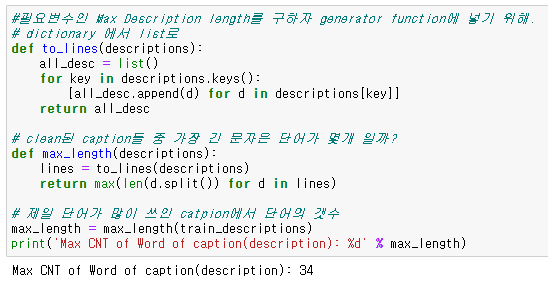 #필요변수인 Max Description length를 구하자 generator function에 넣기 위해.
# dictionary 에서 list로
def to_lines(descriptions):
    all_desc = list()
    for key in descriptions.keys():
        [all_desc.append(d) for d in descriptions[key]]
    return all_desc

# clean된 caption들 중 가장 긴 문자은 단어가 몇개 일까?
def max_length(descriptions):
    lines = to_lines(descriptions)
    return max(len(d.split()) for d in lines)

# 제일 단어가 많이 쓰인 catpion에서 단어의 갯수
max_length = max_length(train_descriptions)
print('Max CNT of Word of caption(description): %d' % max_length)
Max CNT of Word of caption(description): 34